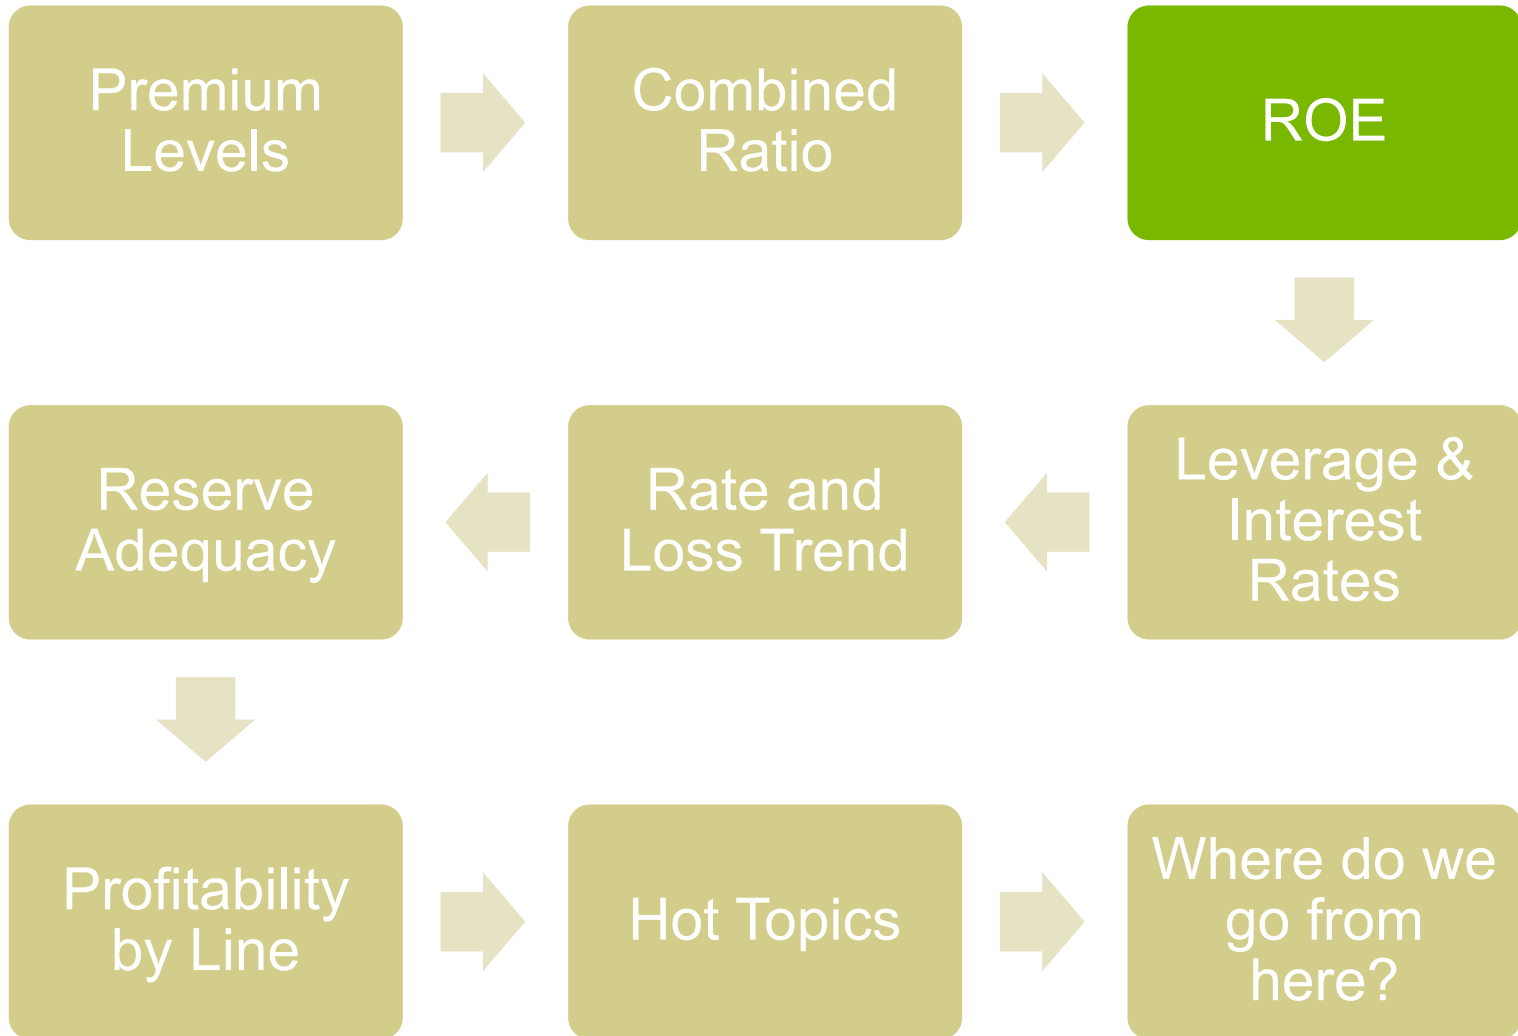 Premium
Levels
Combined
Ratio
ROE
Leverage &
Interest
Rates
Rate and
Loss Trend
Reserve
Adequacy
Profitability
by Line
Hot Topics
Where do we
go from
here?